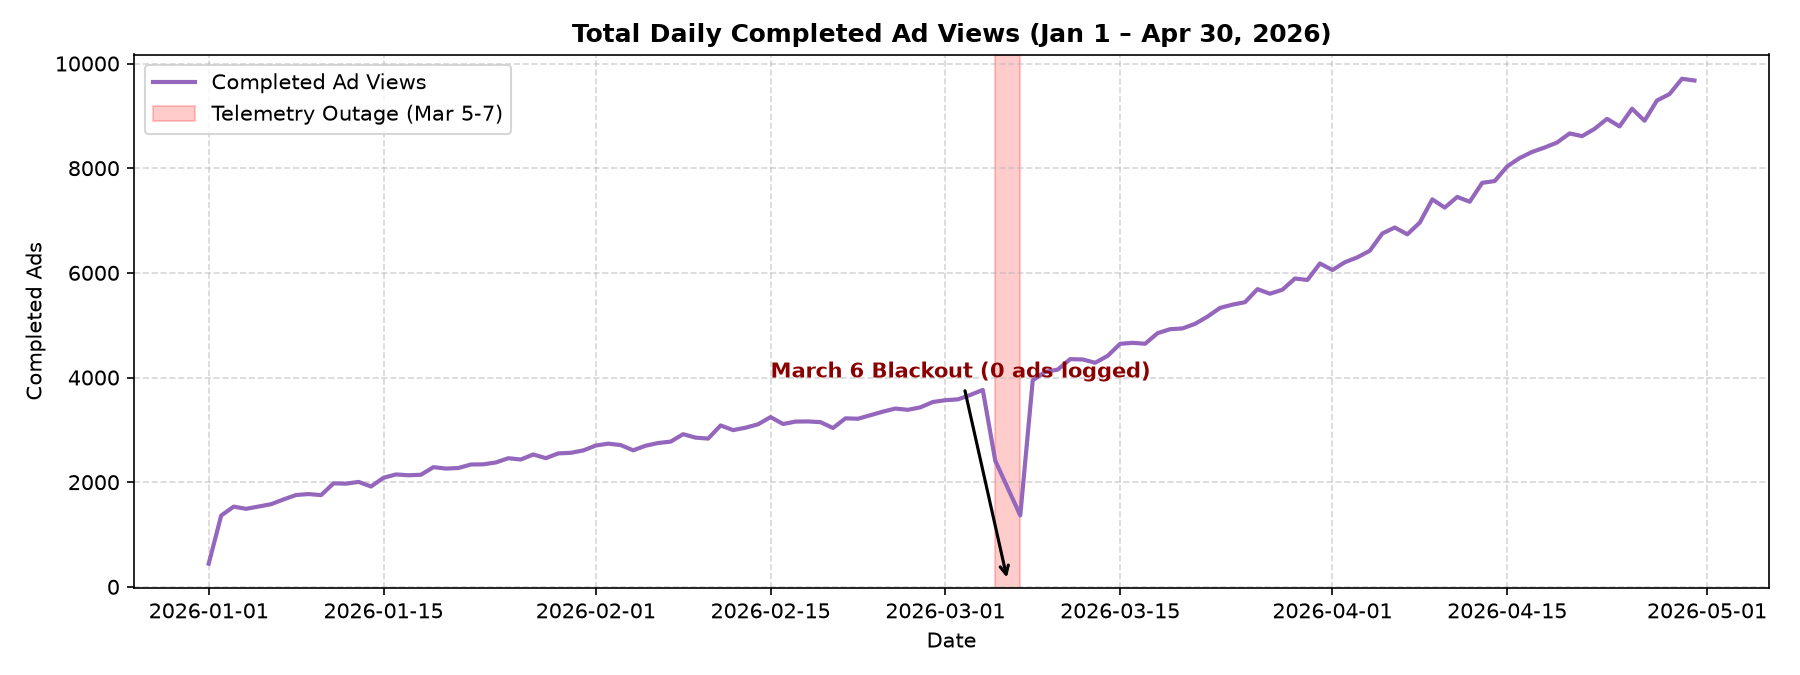 Total Daily Completed Ad Views (Jan 1 – Apr 30, 2026)
10000
8000
6000
4000
2000
0
Completed Ads
Completed Ad Views
Telemetry Outage (Mar 5-7)
March 6 Blackout (0 ads logged)
2026-01-01
2026-01-15
2026-02-01
2026-02-15
2026-03-01
2026-03-15
2026-04-01
2026-04-15
2026-05-01
Date